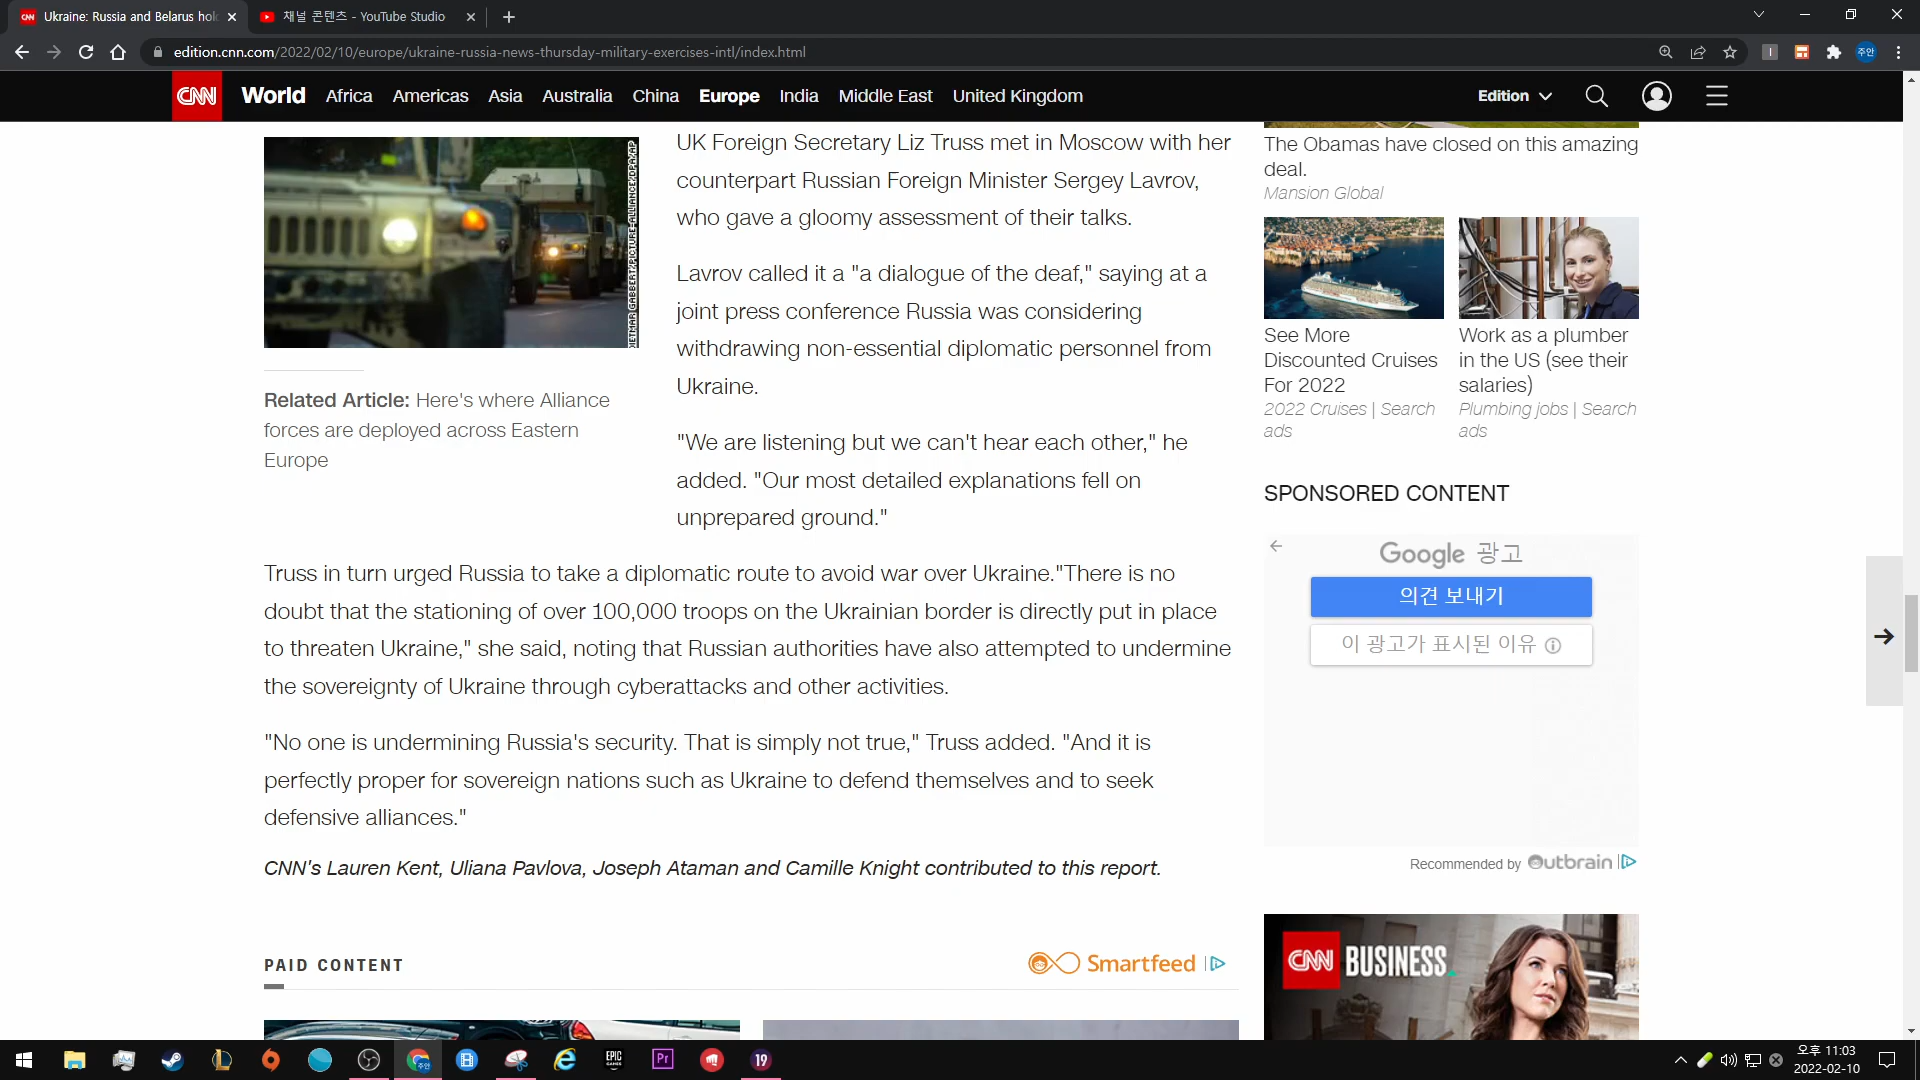 CNN Ukraine: Russia and Belarus hol
채널 콘텐츠 - YouTube Studio
edition.cnn.com/2022/02/10/europe/ukraine-russia-news-thursday-military-exercises-intl/index.html
주안
CNN World Africa Americas Asia Australia China Europe India Middle East United Kingdom Edition
UK Foreign Secretary Liz Truss met in Moscow with her
counterpart Russian Foreign Minister Sergey Lavrov,
who gave a gloomy assessment of their talks.
Lavrov called it a "a dialogue of the deaf," saying at a
joint press conference Russia was considering
withdrawing non-essential diplomatic personnel from
Ukraine.
"We are listening but we can't hear each other," he
added. "Our most detailed explanations fell on
unprepared ground."
DIETMAR GABBERT/PICTURE-ALLIANCE/DPA/AP
Related Article: Here's where Alliance
forces are deployed across Eastern
Europe
Truss in turn urged Russia to take a diplomatic route to avoid war over Ukraine."There is no
doubt that the stationing of over 100,000 troops on the Ukrainian border is directly put in place
to threaten Ukraine," she said, noting that Russian authorities have also attempted to undermine
the sovereignty of Ukraine through cyberattacks and other activities.
"No one is undermining Russia's security. That is simply not true," Truss added. "And it is
perfectly proper for sovereign nations such as Ukraine to defend themselves and to seek
defensive alliances."
CNN's Lauren Kent, Uliana Pavlova, Joseph Ataman and Camille Knight contributed to this report.
PAID CONTENT
Smartfeed
The Obamas have closed on this amazing
deal.
Mansion Global
See More
Discounted Cruises
For 2022
2022 Cruises | Search
ads
Work as a plumber
in the US (see their
salaries)
Plumbing jobs | Search
ads
SPONSORED CONTENT
Google 광고
의견 보내기
이 광고가 표시된 이유
Recommended by Outbrain
CNN BUSINESS
EPIC GAMES
Pr
19
주안
오후 11:03
2022-02-10